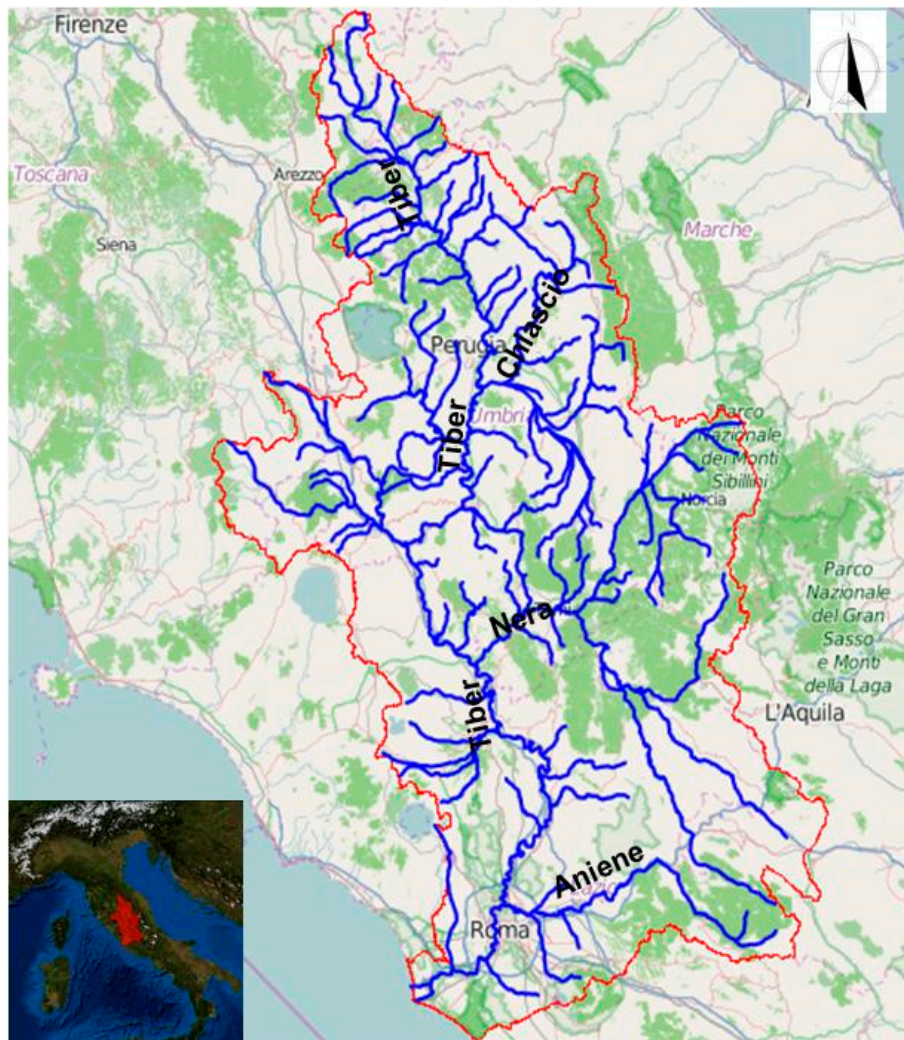 Firenze
N
Toscana
Arezzo
Tiber
Siena
Marche
Chiascio
Perugia
Umbria
Tiber
Parco
Nazionale
dei Monti
Sibillini
Norcia
Parco
Nazionale
del Gran
Sasso
e Monti
della Laga
Nera
Tiber
L'Aquila
Aniene
Lazio
Roma